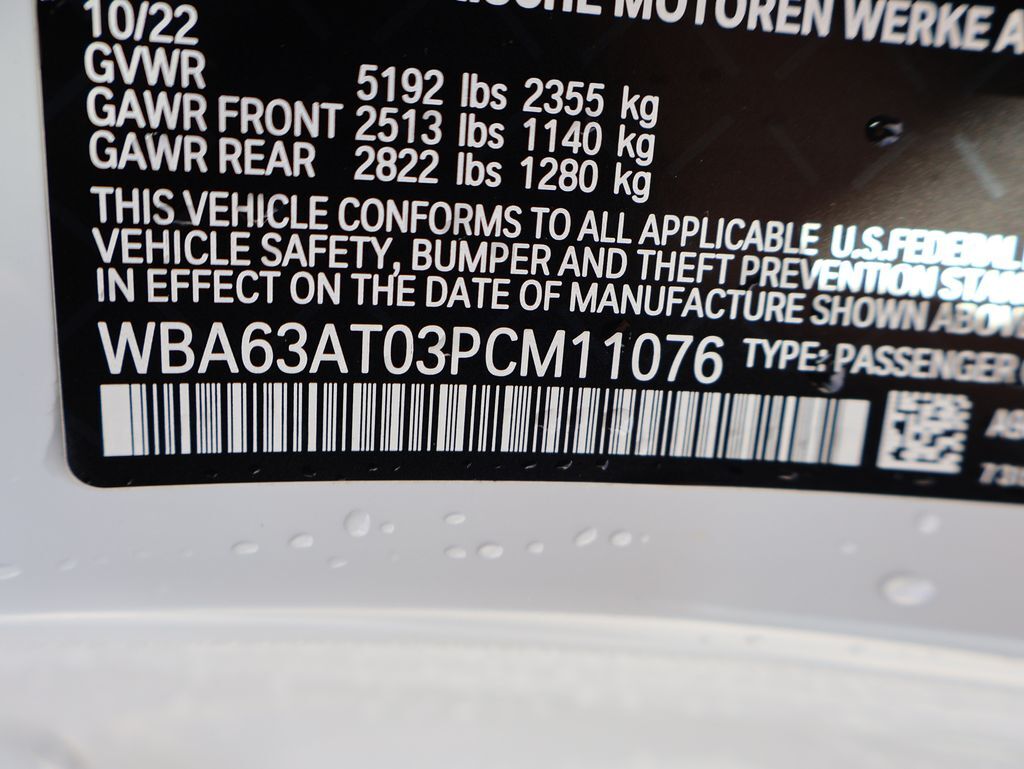 MOTOREN WERKE A
10/22
GVWR 5192 lbs 2355 kg
GAWR FRONT 2513 lbs 1140 kg
GAWR REAR 2822 lbs 1280 kg
THIS VEHICLE CONFORMS TO ALL APPLICABLE U.S.FEDERAL
VEHICLE SAFETY, BUMPER AND THEFT PREVENTION STAN
IN EFFECT ON THE DATE OF MANUFACTURE SHOWN ABOVE
WBA63AT03PCM11076 TYPE: PASSENGER